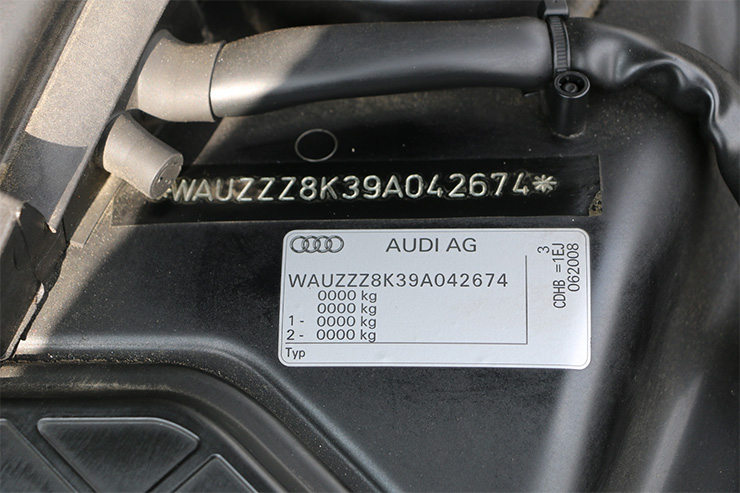 WAUZZZ8K39A042674*
AUDI AG
WAUZZZ8K39A042674
0000 kg
0000 kg
1 - 0000 kg
2 - 0000 kg
Typ
3
CDHB =1EJ
062008